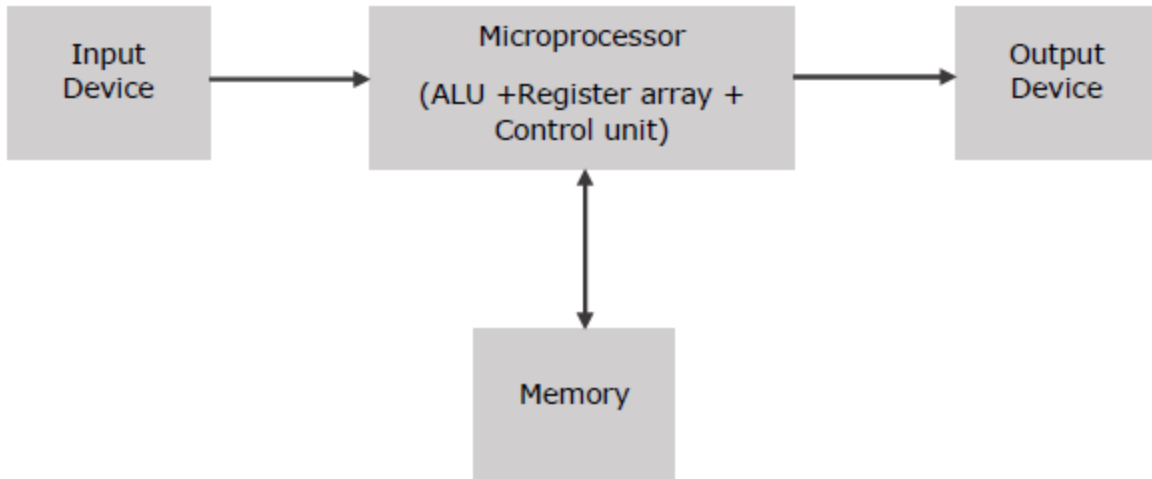 Input
Device
Microprocessor
(ALU +Register array +
Control unit)
Output
Device
Memory